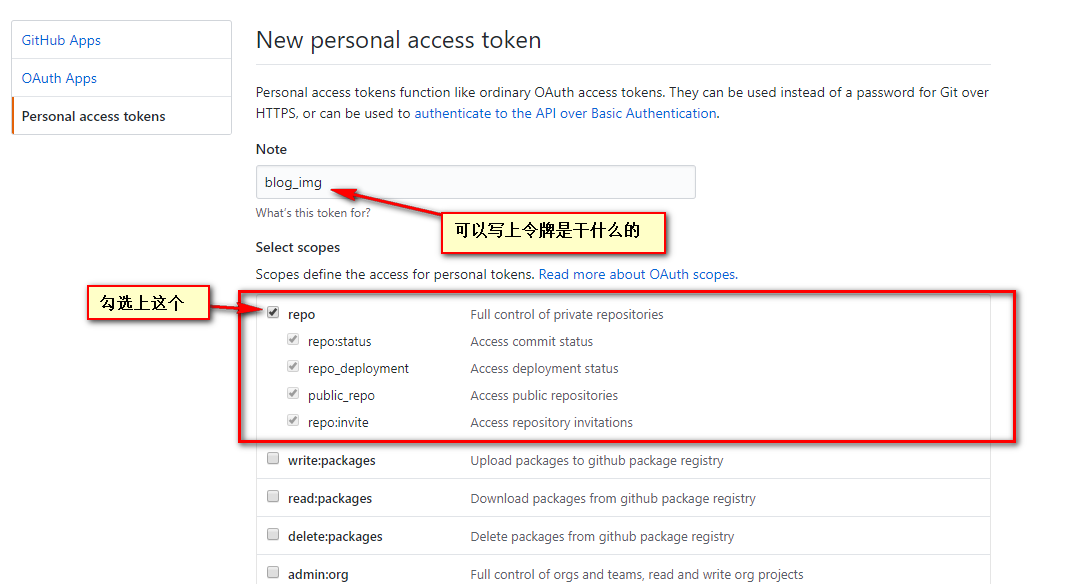 GitHub Apps
OAuth Apps
Personal access tokens
New personal access token
Personal access tokens function like ordinary OAuth access tokens. They can be used instead of a password for Git over
HTTPS, or can be used to authenticate to the API over Basic Authentication.
Note
blog_img
What's this token for?
可以写上令牌是干什么的
Select scopes
Scopes define the access for personal tokens. Read more about OAuth scopes.
勾选上这个
repo Full control of private repositories
repo:status Access commit status
repo_deployment Access deployment status
public_repo Access public repositories
repo:invite Access repository invitations
write:packages Upload packages to github package registry
read:packages Download packages from github package registry
delete:packages Delete packages from github package registry
admin:org Full control of orgs and teams, read and write org projects